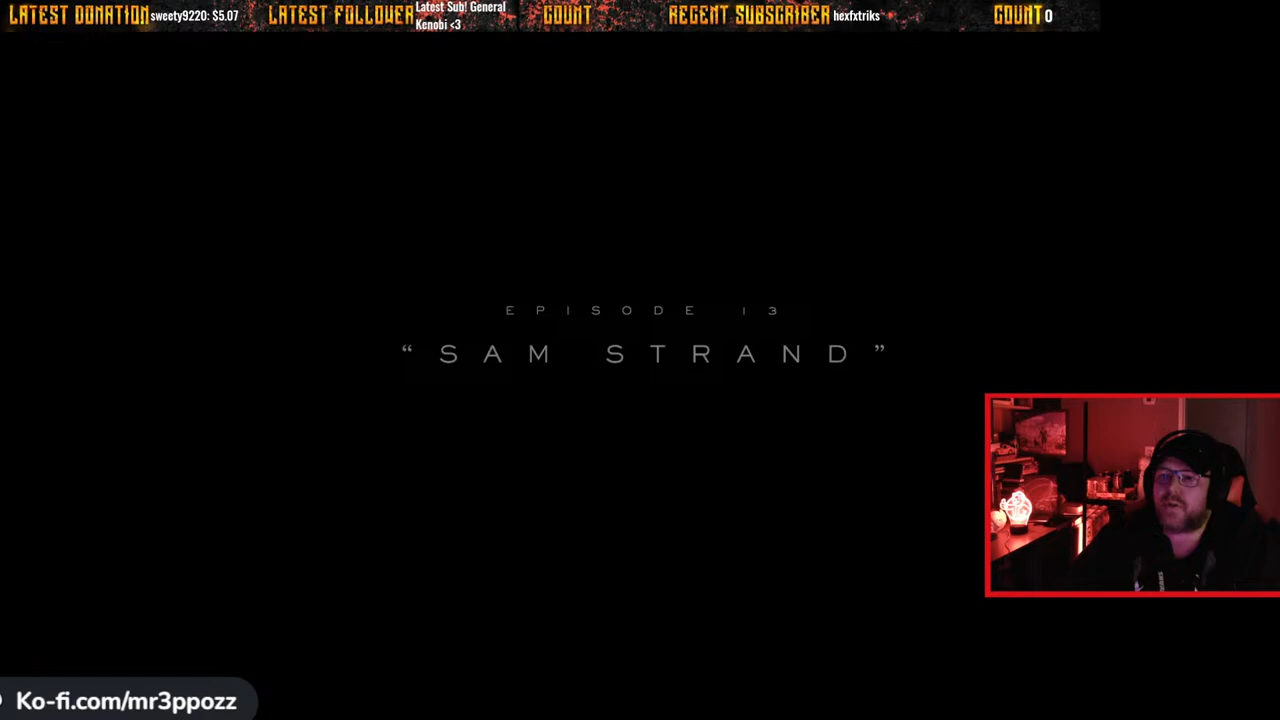 LATEST DONATION sweety9220: $5.07 LATEST FOLLOWER Latest Sub! General Kenobi <3 COUNT RECENT SUBSCRIBER hexfxtriks COUNT 0
EPISODE 13
“SAM STRAND”
Ko-fi.com/mr3ppozz